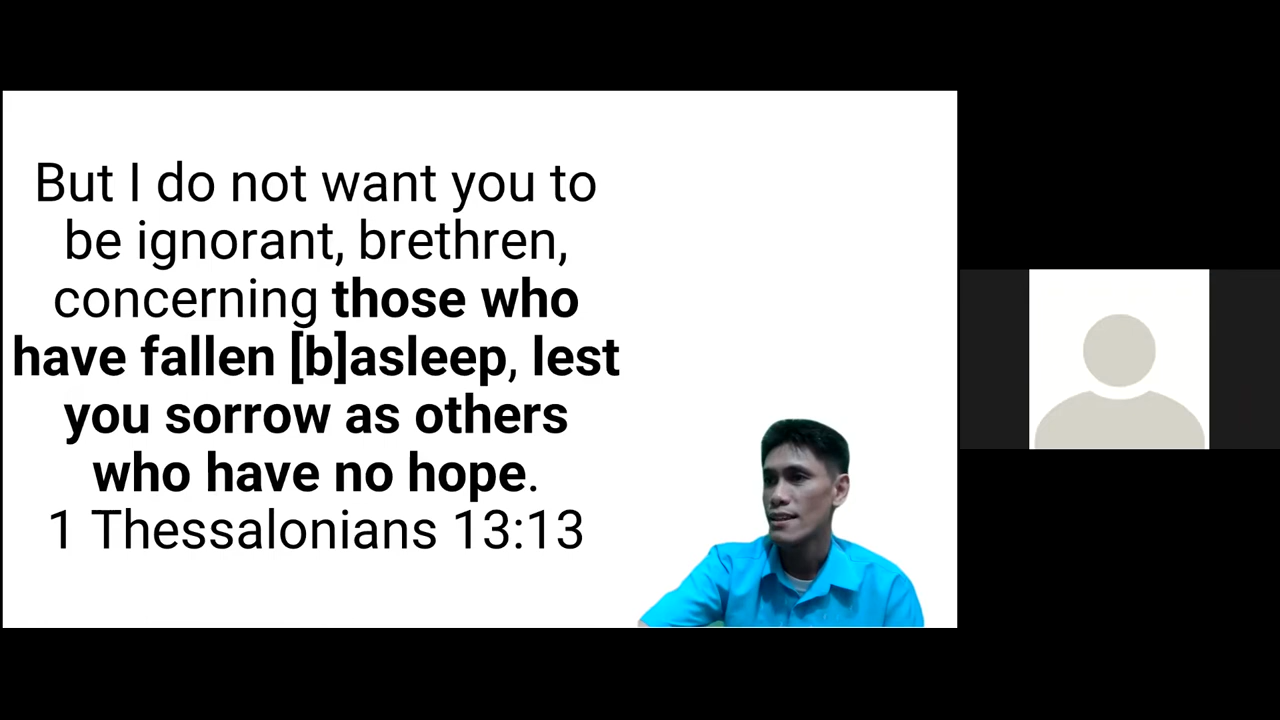 But I do not want you to
be ignorant, brethren,
concerning those who
have fallen [b]asleep, lest
you sorrow as others
who have no hope.
1 Thessalonians 13:13